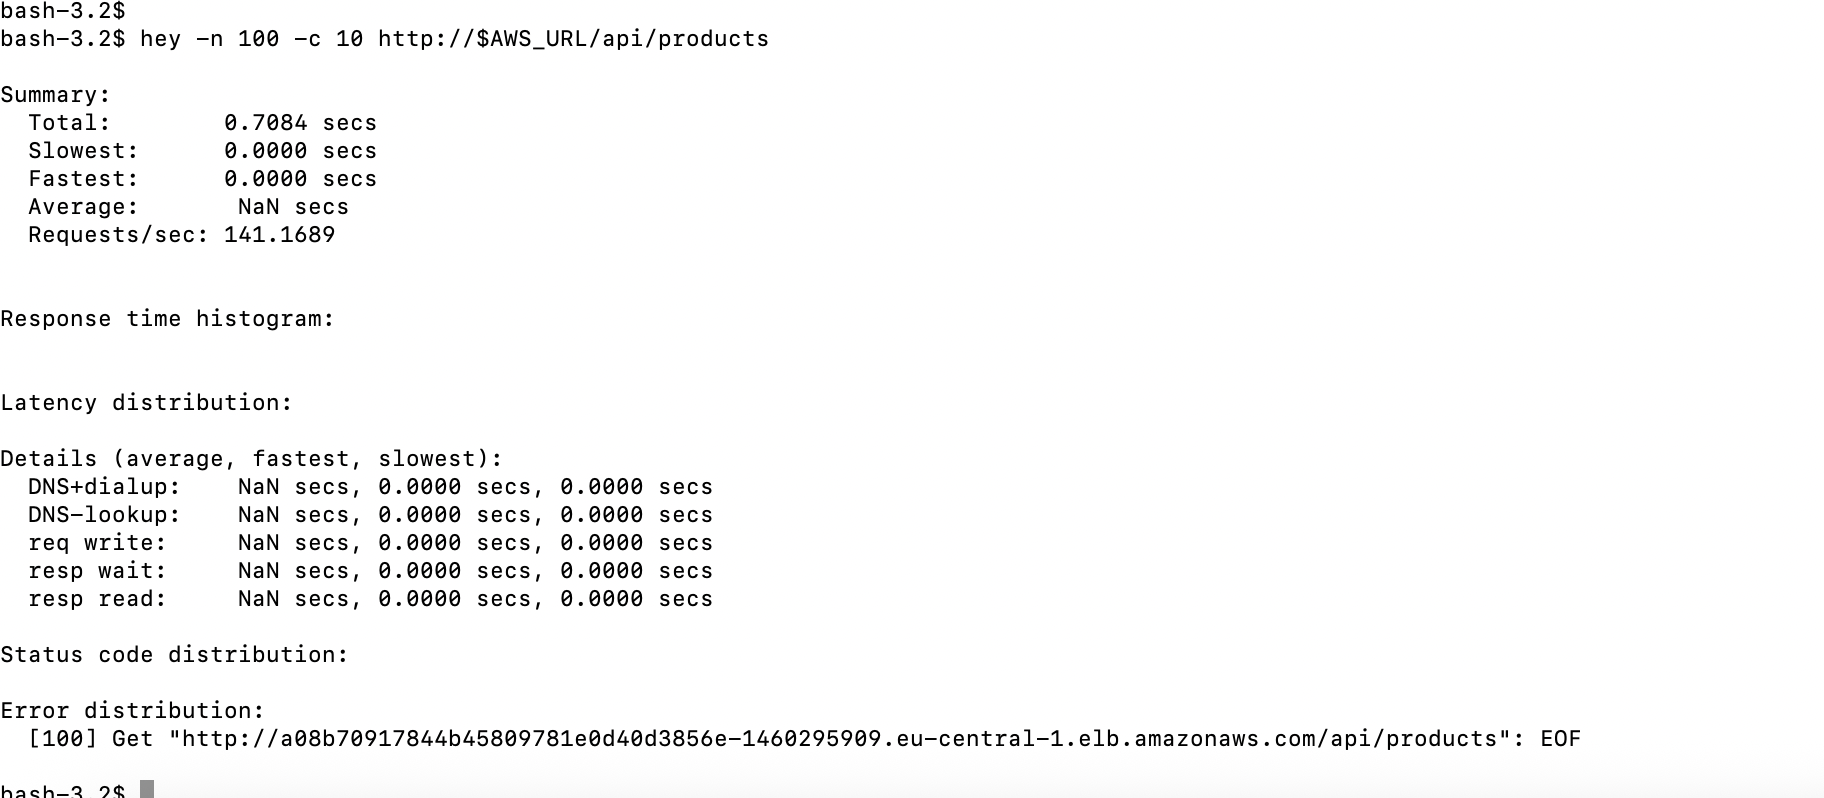 bash-3.2$
bash-3.2$ hey -n 100 -c 10 http://$AWS_URL/api/products
Summary:
Total: 0.7084 secs
Slowest: 0.0000 secs
Fastest: 0.0000 secs
Average: NaN secs
Requests/sec: 141.1689
Response time histogram:
Latency distribution:
Details (average, fastest, slowest):
DNS+dialup: NaN secs, 0.0000 secs, 0.0000 secs
DNS-lookup: NaN secs, 0.0000 secs, 0.0000 secs
req write: NaN secs, 0.0000 secs, 0.0000 secs
resp wait: NaN secs, 0.0000 secs, 0.0000 secs
resp read: NaN secs, 0.0000 secs, 0.0000 secs
Status code distribution:
Error distribution:
[100] Get "http://a08b70917844b45809781e0d40d3856e-1460295909.eu-central-1.elb.amazonaws.com/api/products": EOF
bash-3.2$